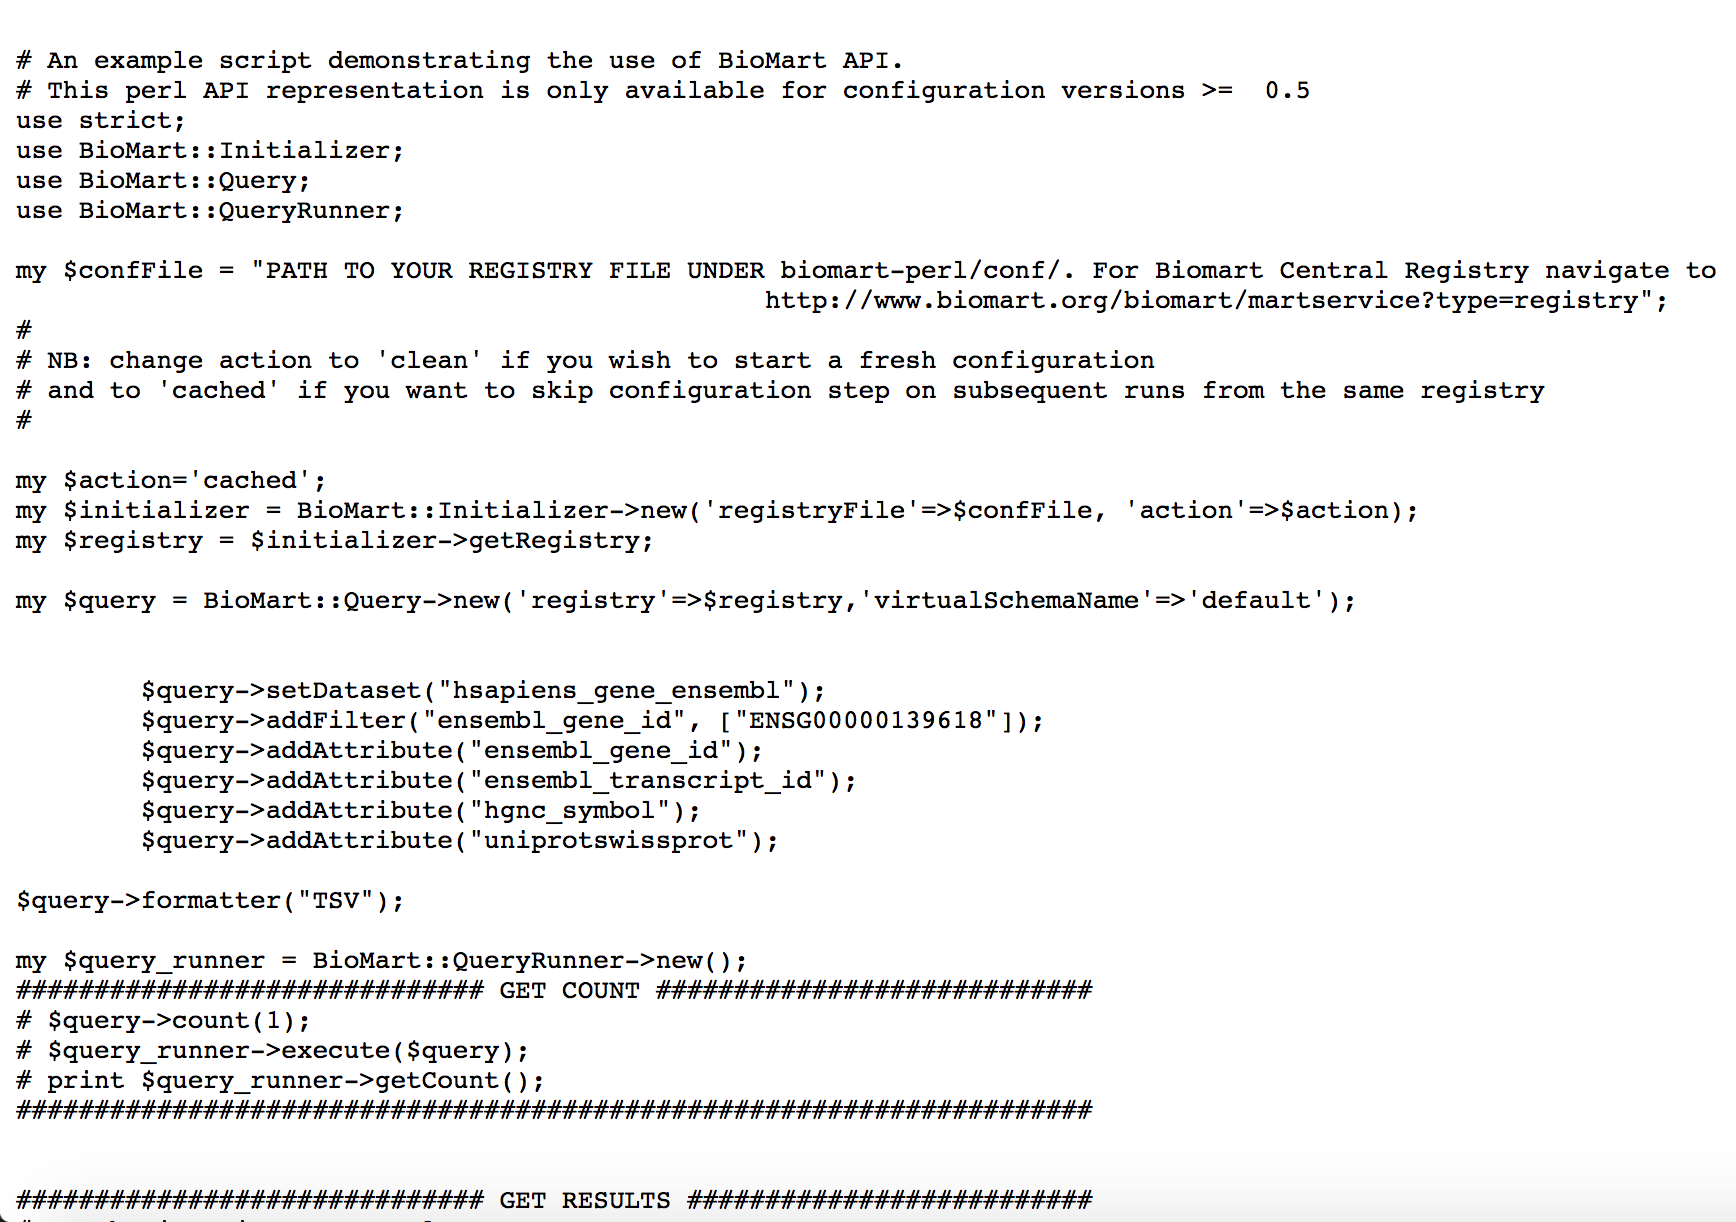 # An example script demonstrating the use of BioMart API.
# This perl API representation is only available for configuration versions >=  0.5
use strict;
use BioMart::Initializer;
use BioMart::Query;
use BioMart::QueryRunner;
my $confFile = "PATH TO YOUR REGISTRY FILE UNDER biomart-perl/conf/. For Biomart Central Registry navigate to
http://www.biomart.org/biomart/martservice?type=registry";
#
# NB: change action to 'clean' if you wish to start a fresh configuration
# and to 'cached' if you want to skip configuration step on subsequent runs from the same registry
#
my $action='cached';
my $initializer = BioMart::Initializer->new('registryFile'=>$confFile, 'action'=>$action);
my $registry = $initializer->getRegistry;
my $query = BioMart::Query->new('registry'=>$registry,'virtualSchemaName'=>'default');
$query->setDataset("hsapiens_gene_ensembl");
$query->addFilter("ensembl_gene_id", ["ENSG00000139618"]);
$query->addAttribute("ensembl_gene_id");
$query->addAttribute("ensembl_transcript_id");
$query->addAttribute("hgnc_symbol");
$query->addAttribute("uniprotswissprot");
$query->formatter("TSV");
my $query_runner = BioMart::QueryRunner->new();
############################## GET COUNT ############################
# $query->count(1);
# $query_runner->execute($query);
# print $query_runner->getCount();
#####################################################################
############################## GET RESULTS ##########################